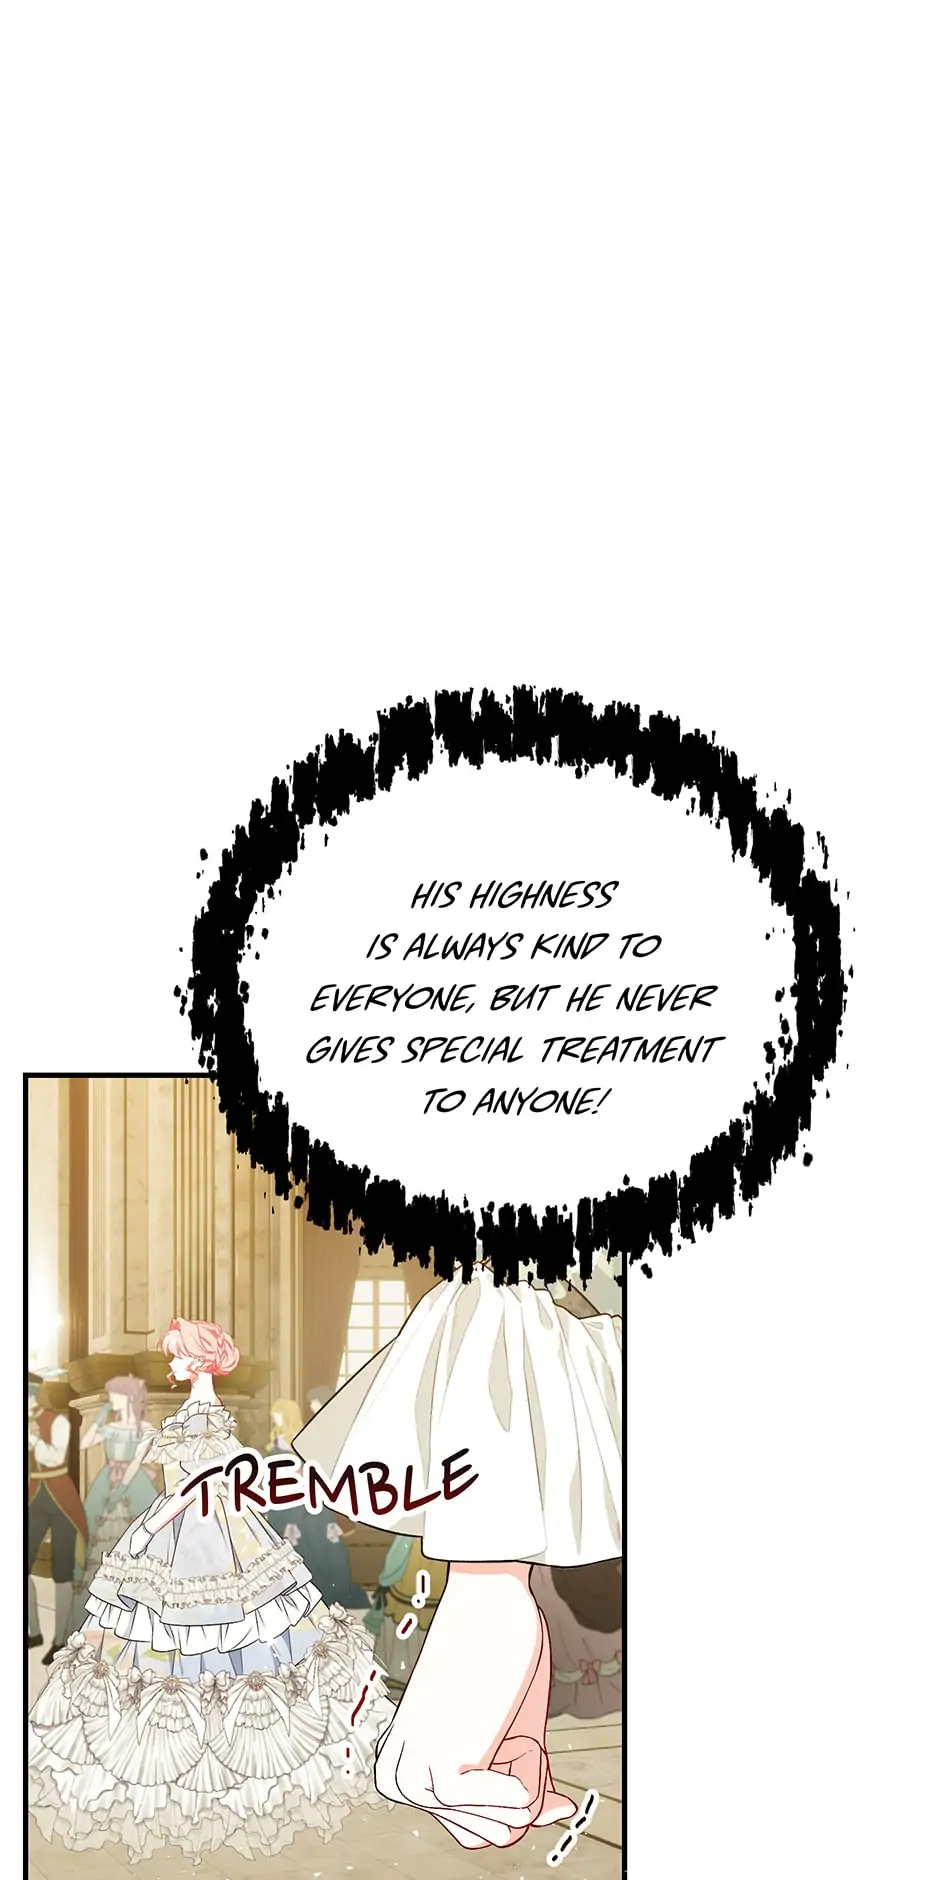 HIS HIGHNESS
IS ALWAYS KIND TO
EVERYONE, BUT HE NEVER
GIVES SPECIAL TREATMENT
TO ANYONE!
TREMBLE